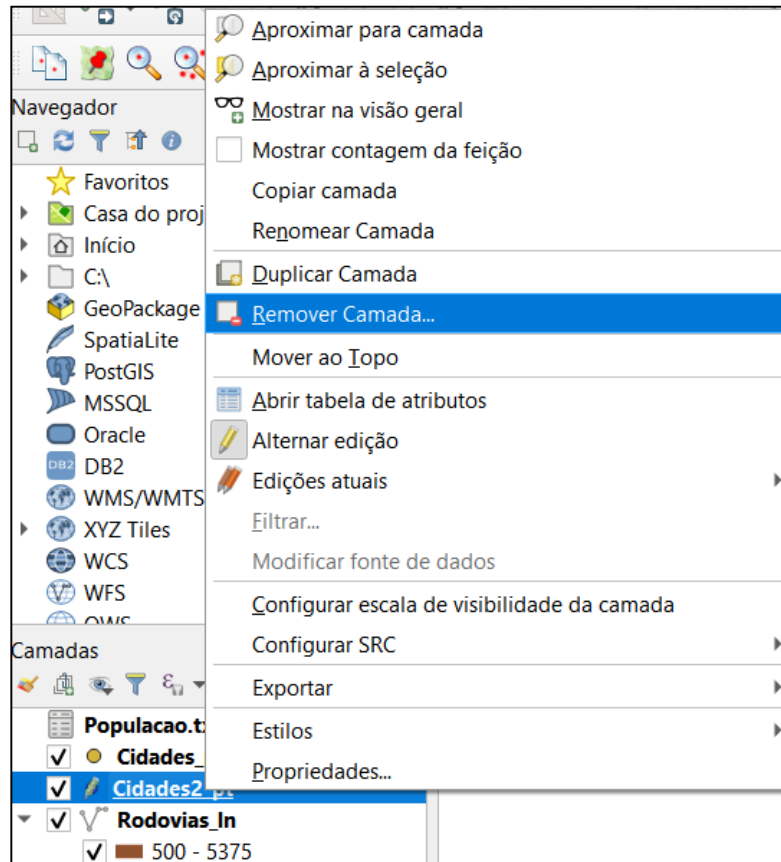 Aproximar para camada
Aproximar à seleção
Mostrar na visão geral
Mostrar contagem da feição
Copiar camada
Renomear Camada
Duplicar Camada
Remover Camada...
Mover ao Topo
Abrir tabela de atributos
Alternar edição
Edições atuais
Filtrar...
Modificar fonte de dados
Configurar escala de visibilidade da camada
Configurar SRC
Exportar
Estilos
Propriedades...
Navegador
Favoritos
Casa do proj
Início
C:\
GeoPackage
SpatiaLite
PostGIS
MSSQL
Oracle
DB2 DB2
WMS/WMTS
XYZ Tiles
WCS
WFS
OWS
Camadas
Populacao.t
Cidades_
Cidades2_pt
Rodovias_ln
500 - 5375